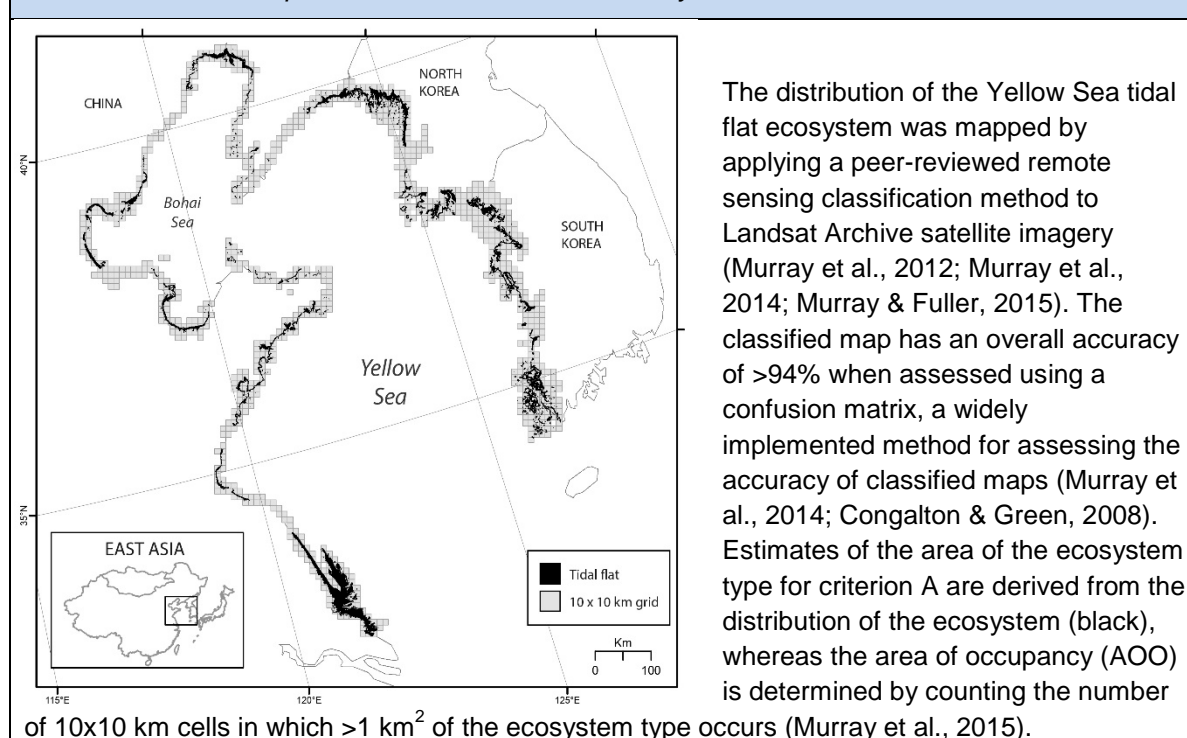 NORTH
KOREA
CHINA
40°N
Bohai
Sea
SOUTH
KOREA
Yellow
Sea
35°N
EAST ASIA
Tidal flat
10 x 10 km grid
Km
0 100
115°E 120°E 125°E
The distribution of the Yellow Sea tidal
flat ecosystem was mapped by
applying a peer-reviewed remote
sensing classification method to
Landsat Archive satellite imagery
(Murray et al., 2012; Murray et al.,
2014; Murray & Fuller, 2015). The
classified map has an overall accuracy
of >94% when assessed using a
confusion matrix, a widely
implemented method for assessing the
accuracy of classified maps (Murray et
al., 2014; Congalton & Green, 2008).
Estimates of the area of the ecosystem
type for criterion A are derived from the
distribution of the ecosystem (black),
whereas the area of occupancy (AOO)
is determined by counting the number
of 10x10 km cells in which >1 km² of the ecosystem type occurs (Murray et al., 2015).